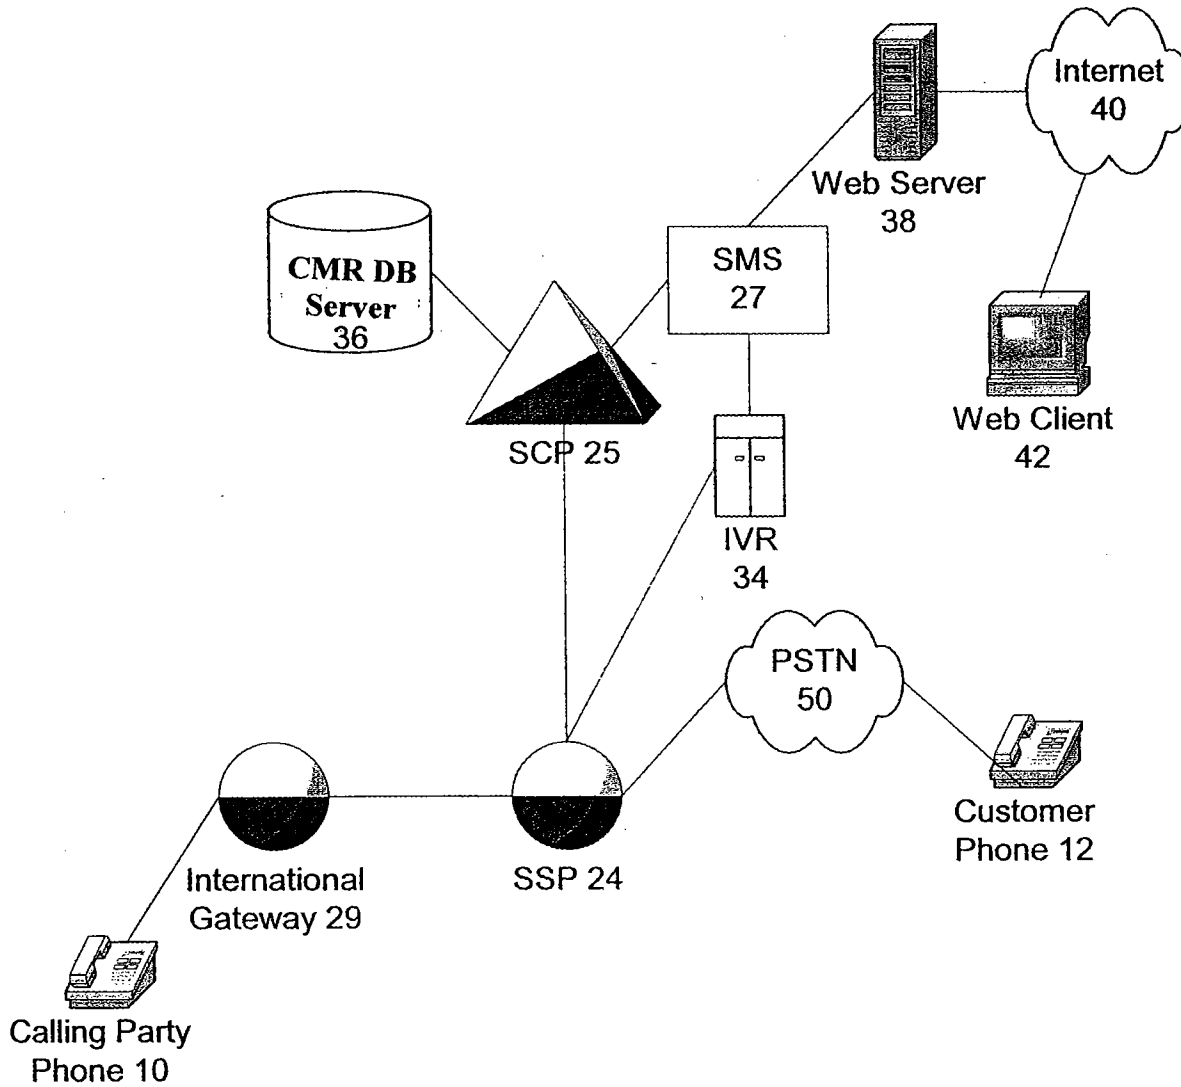 Internet
40
Web Server
38
CMR DB
Server
36
SMS
27
Web Client
42
SCP 25
IVR
34
PSTN
50
Customer
Phone 12
International
Gateway 29
SSP 24
Calling Party
Phone 10